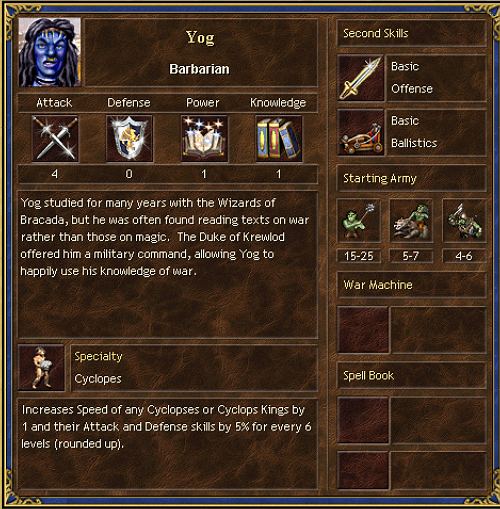 Yog
Barbarian
Attack Defense Power Knowledge
4 0 1 1
Yog studied for many years with the Wizards of
Bracada, but he was often found reading texts on war
rather than those on magic. The Duke of Krewlod
offered him a military command, allowing Yog to
happily use his knowledge of war.
Specialty
Cyclopes
Increases Speed of any Cyclopses or Cyclops Kings by
1 and their Attack and Defense skills by 5% for every 6
levels (rounded up).
Second Skills
Basic
Offense
Basic
Ballistics
Starting Army
15-25 5-7 4-6
War Machine
Spell Book